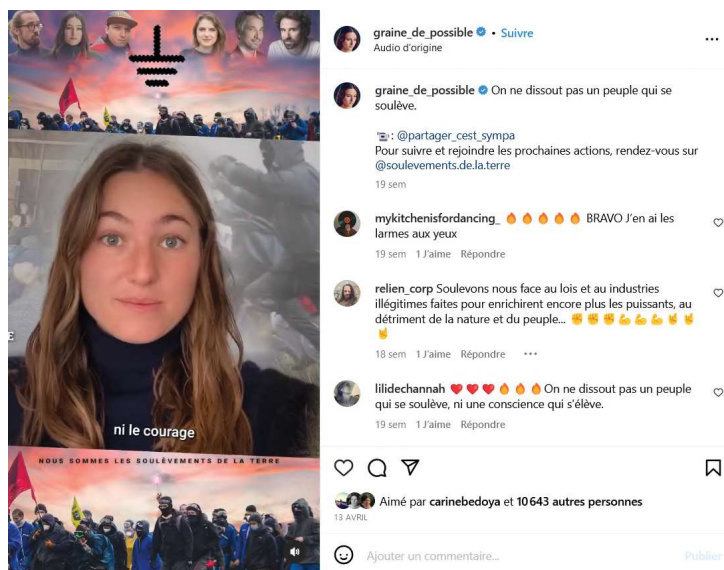 graine_de_possible • Suivre
Audio d'origine
graine_de_possible On ne dissout pas un peuple qui se
soulève.
: @partager_cest_sympa
Pour suivre et rejoindre les prochaines actions, rendez-vous sur
@soulevements.de.la.terre
19 sem
mykitchenisfordancing_ 🔥 🔥 🔥 🔥 🔥 BRAVO J'en ai les
larmes aux yeux
19 sem 1 J'aime Répondre
relien_corp Soulevons nous face au lois et au industries
illégitimes faites pour enrichirent encore plus les puissants, au
détriment de la nature et du peuple... ✊ ✊ ✊ 💪 💪 💪 🤘 🤘
🤘
18 sem 1 J'aime Répondre ...
lilidechannah ❤️ ❤️ ❤️ 🔥 🔥 🔥 On ne dissout pas un peuple
qui se soulève, ni une conscience qui s'élève.
19 sem 1 J'aime Répondre
ni le courage
NOUS SOMMES LES SOULÈVEMENTS DE LA TERRE
Aimé par carinebedoya et 10 643 autres personnes
13 AVRIL
Ajouter un commentaire...
Publier